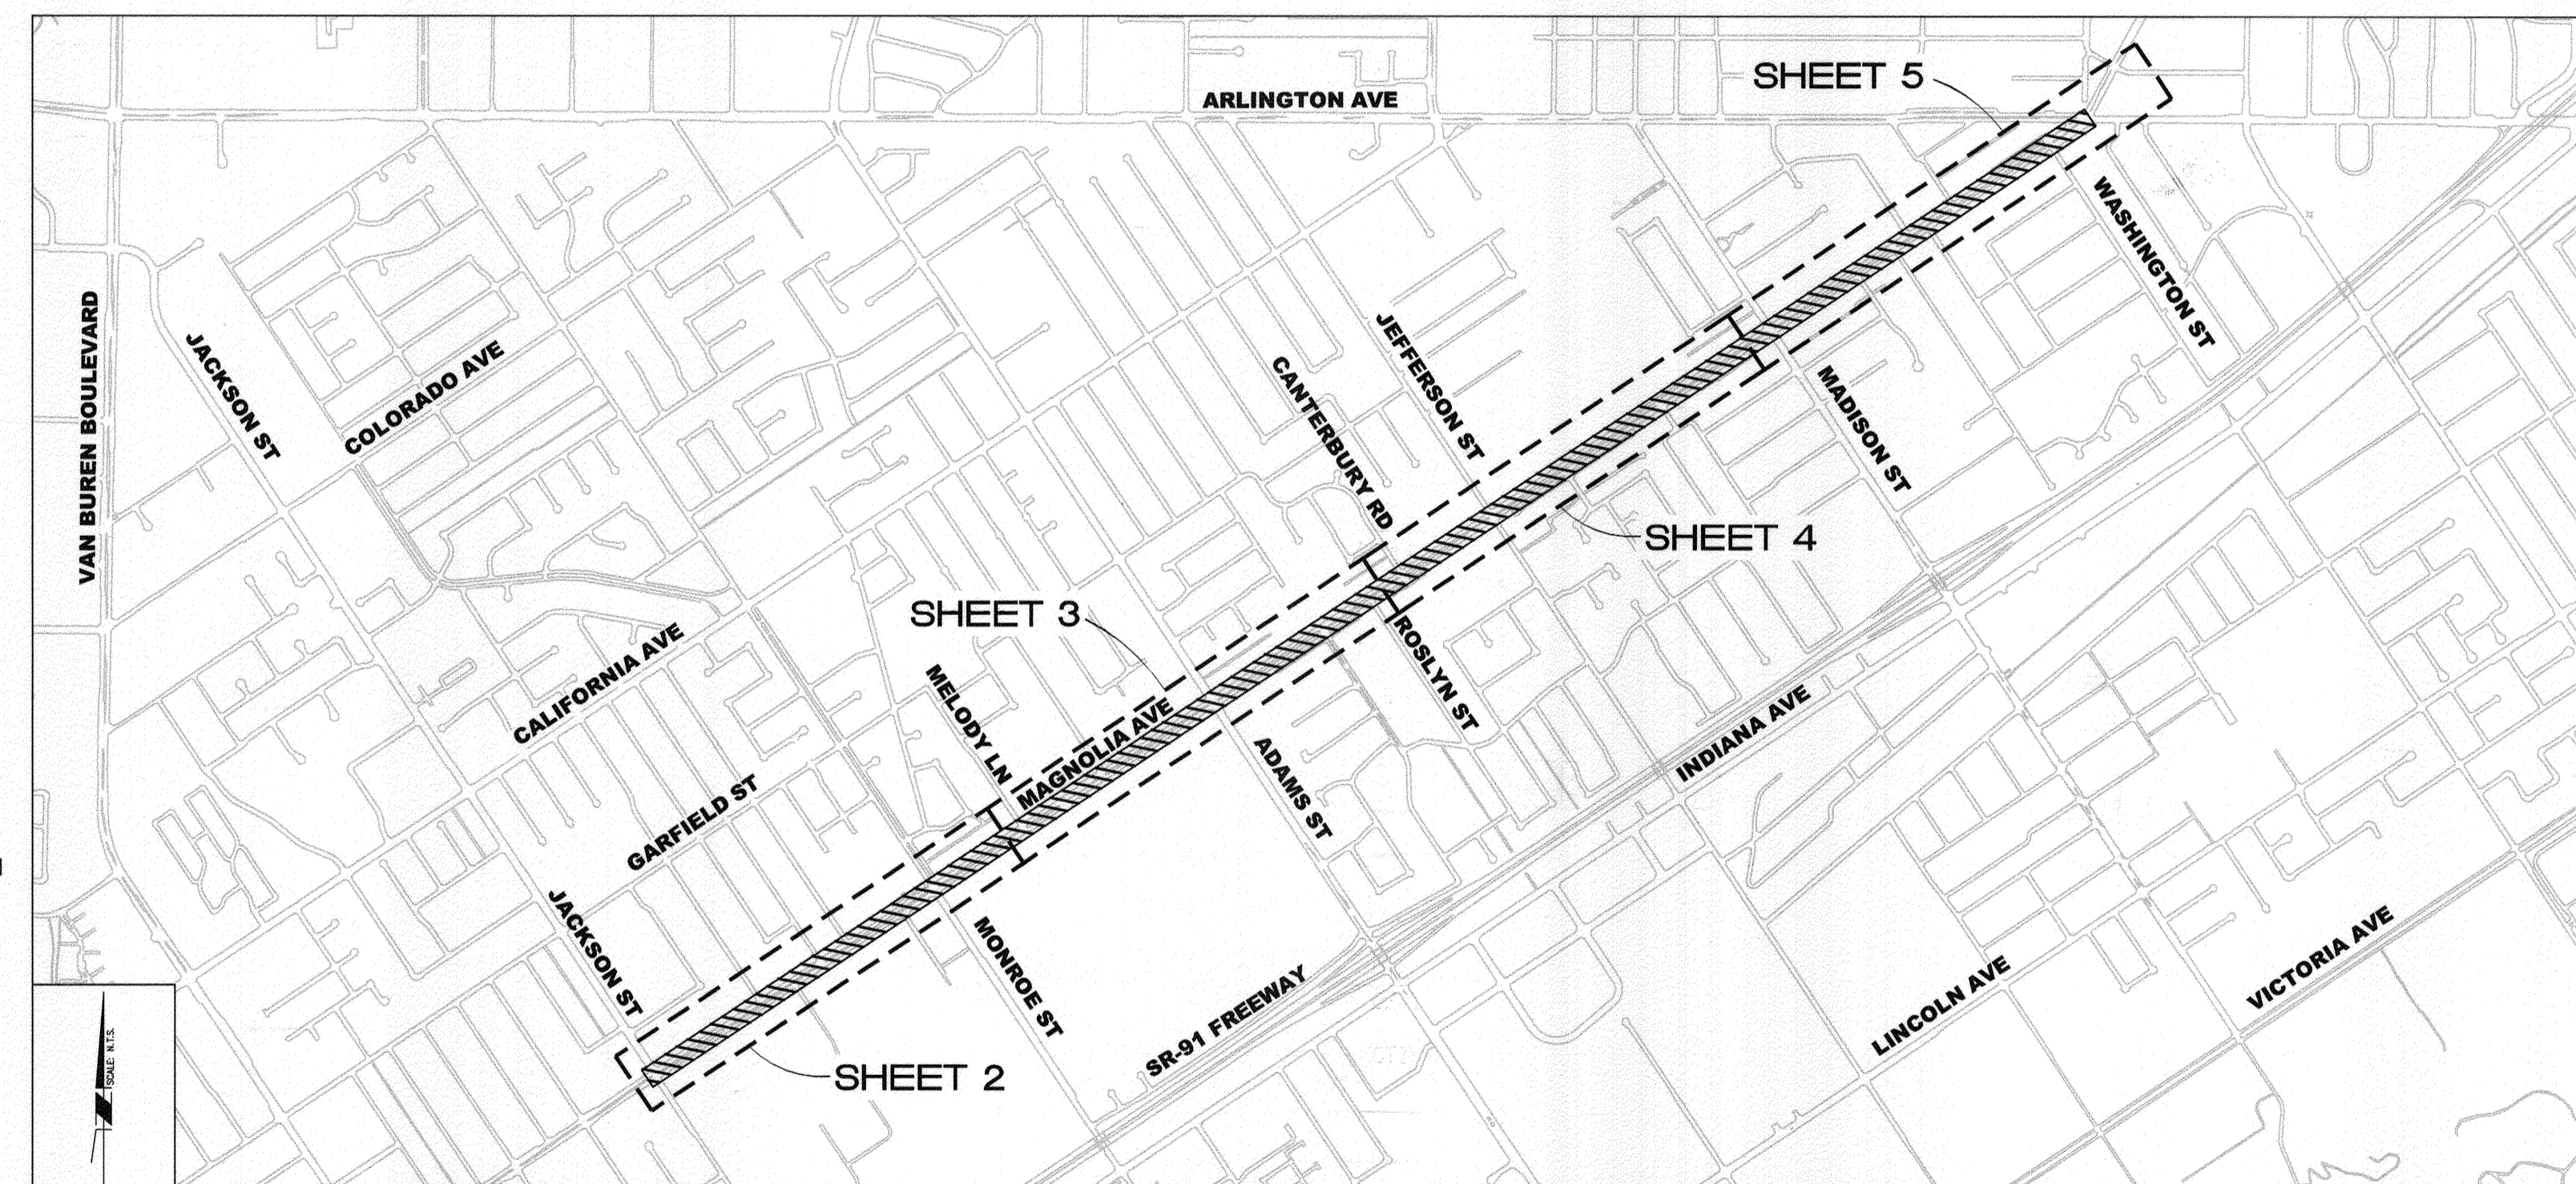 SHEET 5
ARLINGTON AVE
WASHINGTON ST
VAN BUREN BOULEVARD
JACKSON ST
COLORADO AVE
JEFFERSON ST
CANTERBURY RD
MADISON ST
SHEET 4
SHEET 3
CALIFORNIA AVE
MELODY LN
MAGNOLIA AVE
ROSLYN ST
INDIANA AVE
ADAMS ST
GARFIELD ST
JACKSON ST
MONROE ST
SR-91 FREEWAY
LINCOLN AVE
VICTORIA AVE
SHEET 2
SCALE: N.T.S.